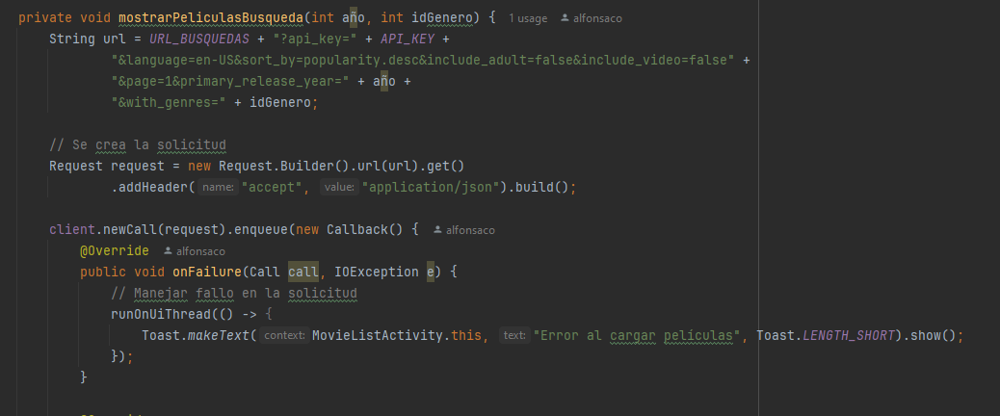 private void mostrarPeliculasBusqueda(int año, int idGenero) { 1 usage alfonsaco
String url = URL_BUSQUEDAS + "?api_key=" + API_KEY +
"&language=en-US&sort_by=popularity.desc&include_adult=false&include_video=false" +
"&page=1&primary_release_year=" + año +
"&with_genres=" + idGenero;
// Se crea la solicitud
Request request = new Request.Builder().url(url).get()
.addHeader( name: "accept", value: "application/json").build();
client.newCall(request).enqueue(new Callback() { alfonsaco
@Override alfonsaco
public void onFailure(Call call, IOException e) {
// Manejar fallo en la solicitud
runOnUiThread(() -> {
Toast.makeText( context: MovieListActivity.this, text: "Error al cargar peliculas", Toast.LENGTH_SHORT).show();
});
}